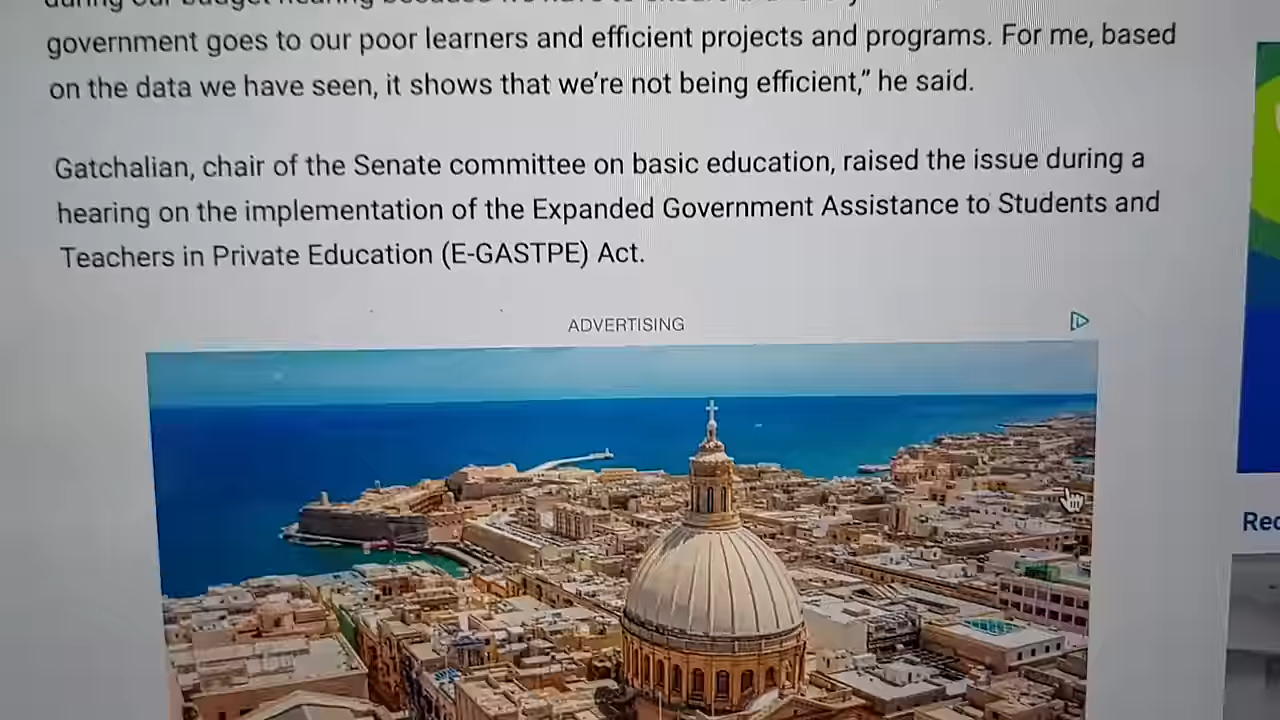 government goes to our poor learners and efficient projects and programs. For me, based
on the data we have seen, it shows that we’re not being efficient,” he said.
Gatchalian, chair of the Senate committee on basic education, raised the issue during a
hearing on the implementation of the Expanded Government Assistance to Students and
Teachers in Private Education (E-GASTPE) Act.
ADVERTISING